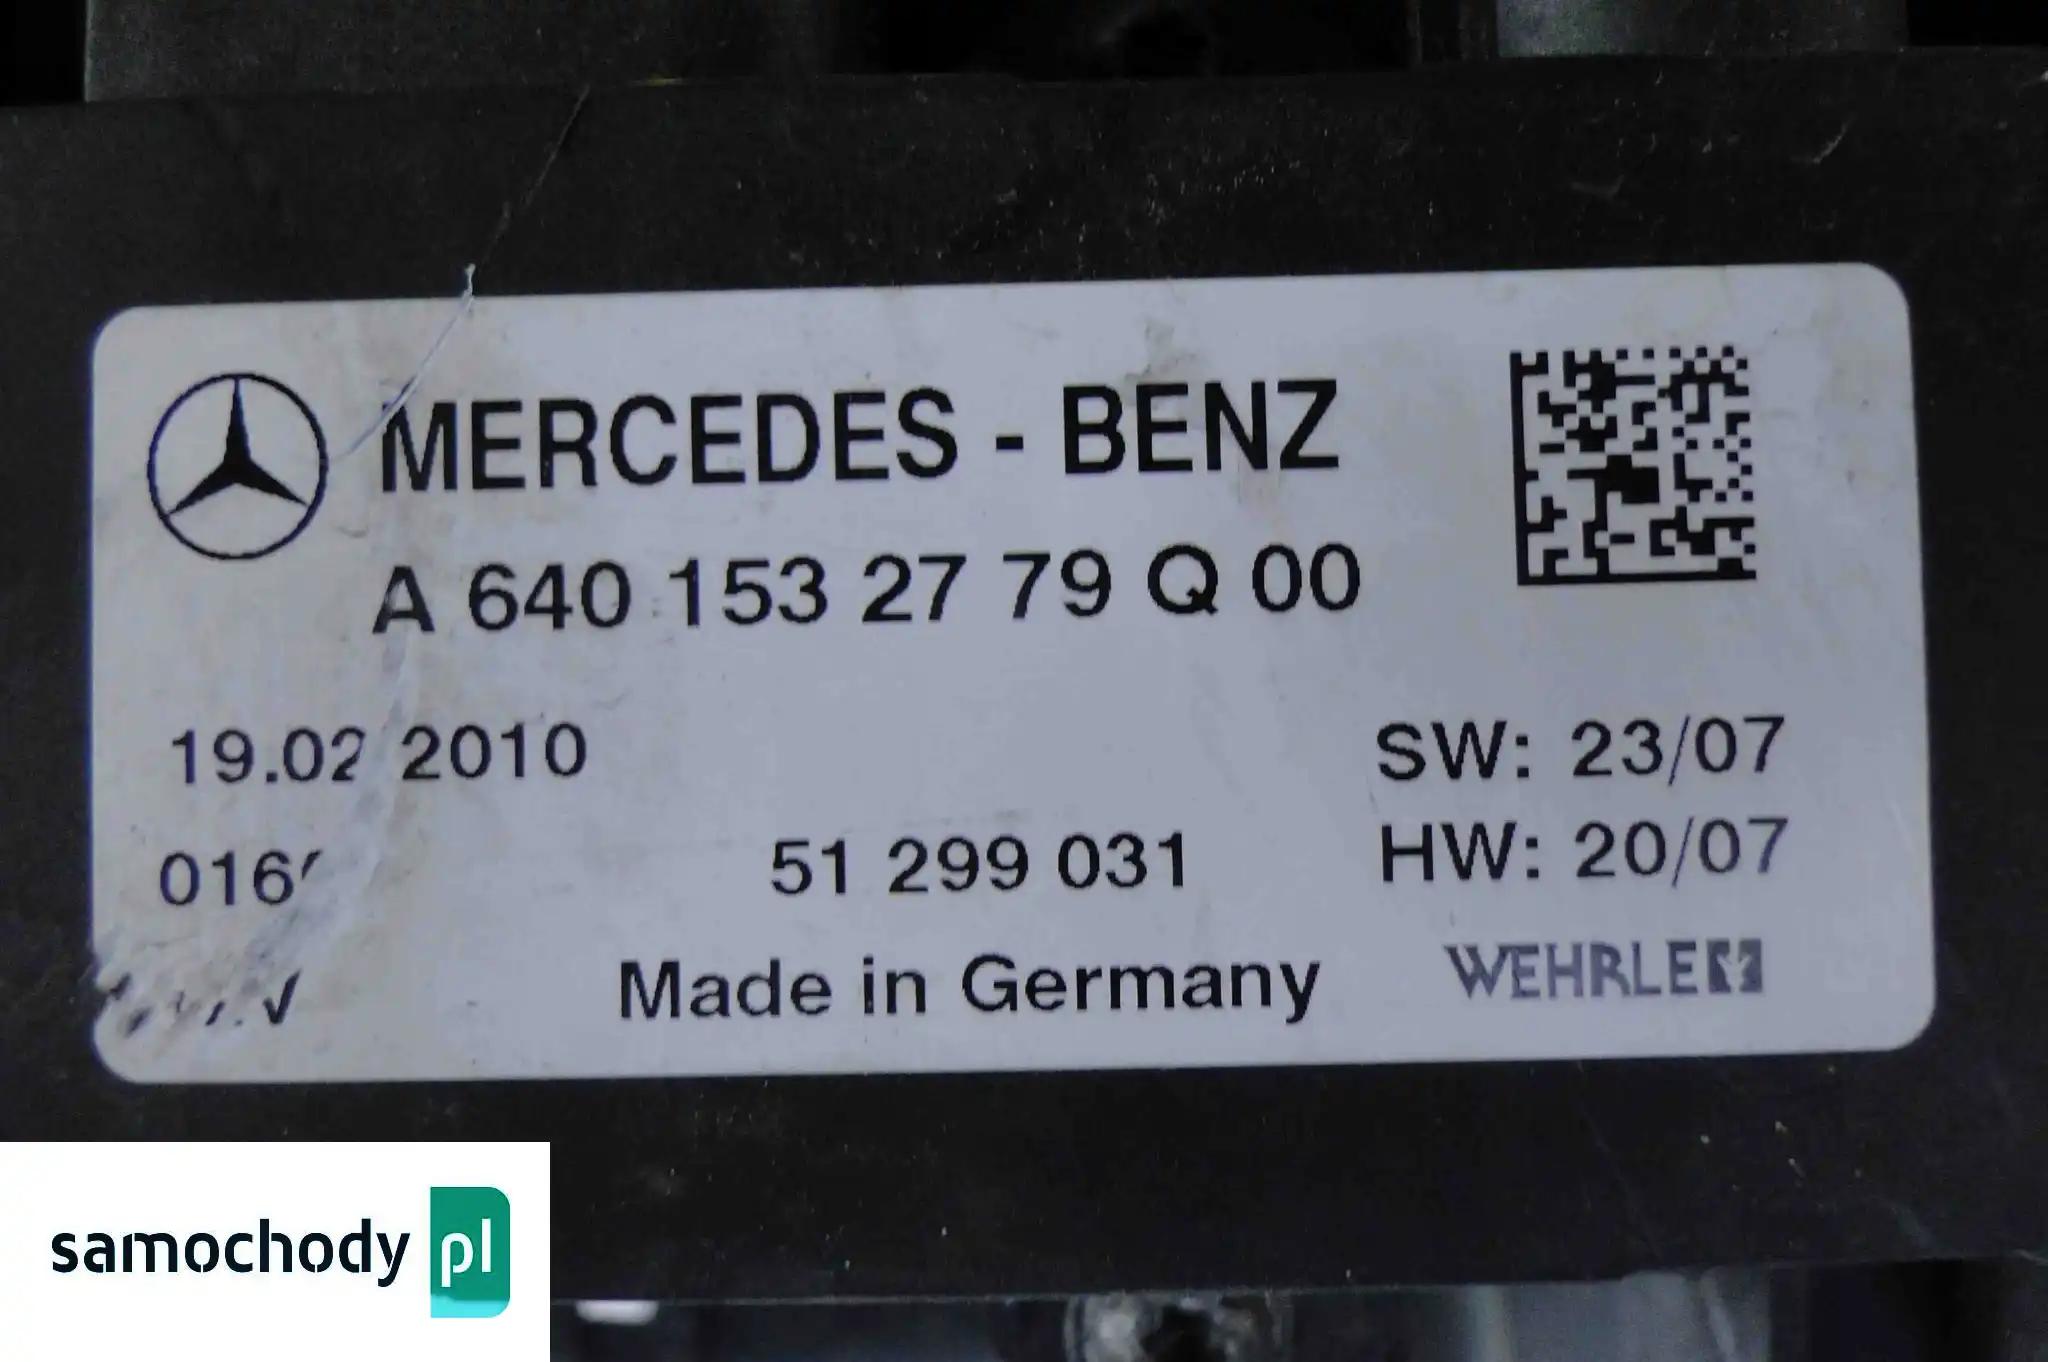 MERCEDES - BENZ
A 640 153 27 79 Q 00
19.02 2010
SW: 23/07
51 299 031
HW: 20/07
Made in Germany
WEHRLE
samochody pl